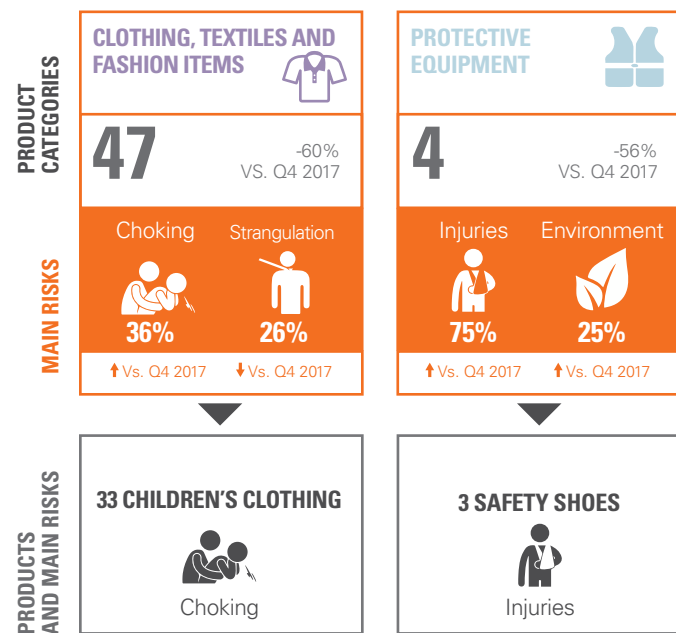 PRODUCT
CATEGORIES
CLOTHING, TEXTILES AND
FASHION ITEMS
47
-60%
VS. Q4 2017
PROTECTIVE
EQUIPMENT
4
-56%
VS. Q4 2017
MAIN RISKS
Choking
36%
Vs. Q4 2017
Strangulation
26%
Vs. Q4 2017
Injuries
75%
Vs. Q4 2017
Environment
25%
Vs. Q4 2017
PRODUCTS
AND MAIN RISKS
33 CHILDREN'S CLOTHING
Choking
3 SAFETY SHOES
Injuries